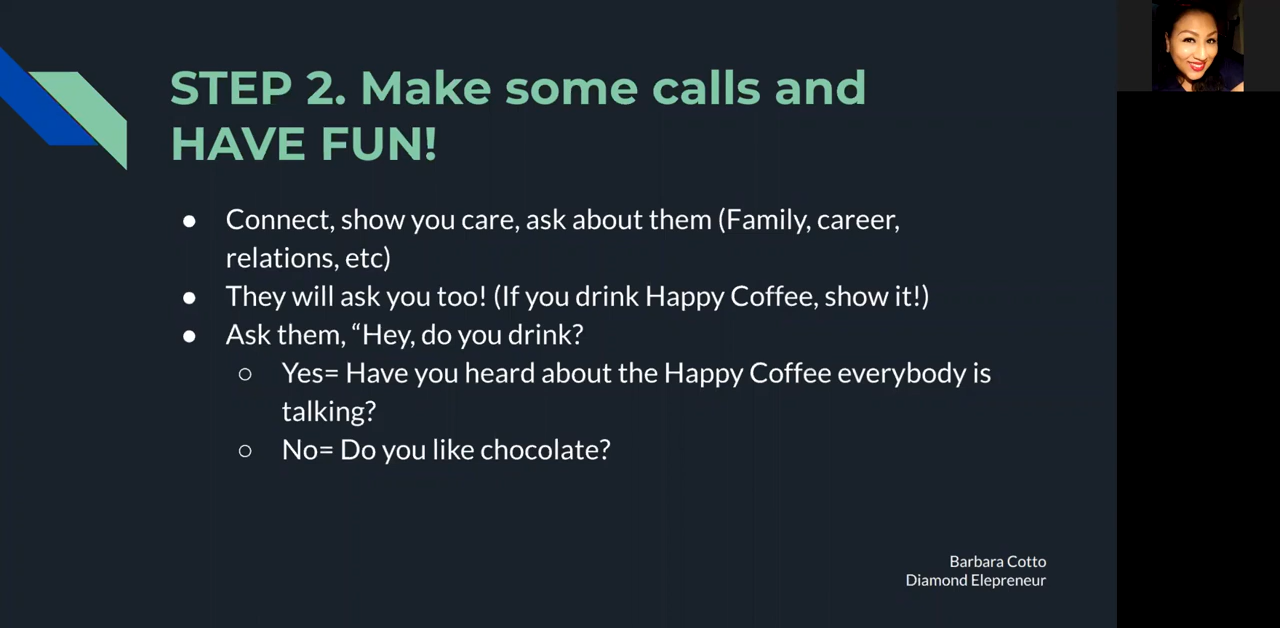 STEP 2. Make some calls and
HAVE FUN!
● Connect, show you care, ask about them (Family, career,
relations, etc)
● They will ask you too! (If you drink Happy Coffee, show it!)
● Ask them, “Hey, do you drink?
○ Yes= Have you heard about the Happy Coffee everybody is
talking?
○ No= Do you like chocolate?
Barbara Cotto
Diamond Elepreneur